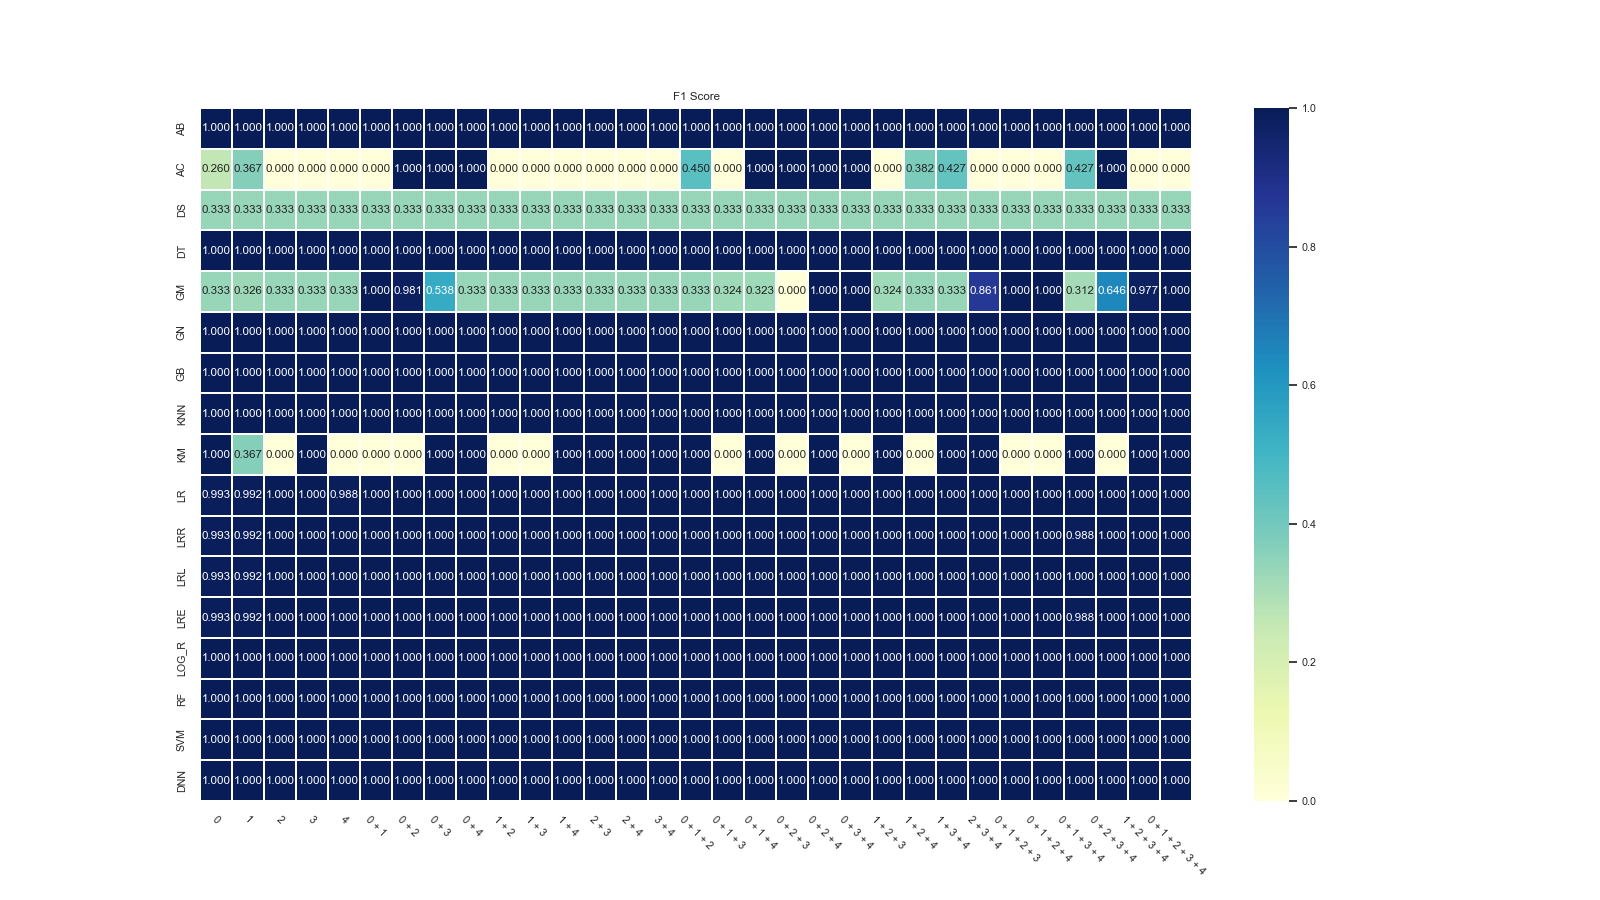 F1 Score
AB 1.000 1.000 1.000 1.000 1.000 1.000 1.000 1.000 1.000 1.000 1.000 1.000 1.000 1.000 1.000 1.000 1.000 1.000 1.000 1.000 1.000 1.000 1.000 1.000 1.000 1.000 1.000 1.000 1.000 1.000 1.000
AC 0.260 0.367 0.000 0.000 0.000 0.000 1.000 1.000 1.000 0.000 0.000 0.000 0.000 0.000 0.000 0.450 0.000 1.000 1.000 1.000 1.000 0.000 0.382 0.427 0.000 0.000 0.000 0.427 1.000 0.000 0.000
DS 0.333 0.333 0.333 0.333 0.333 0.333 0.333 0.333 0.333 0.333 0.333 0.333 0.333 0.333 0.333 0.333 0.333 0.333 0.333 0.333 0.333 0.333 0.333 0.333 0.333 0.333 0.333 0.333 0.333 0.333 0.333
DT 1.000 1.000 1.000 1.000 1.000 1.000 1.000 1.000 1.000 1.000 1.000 1.000 1.000 1.000 1.000 1.000 1.000 1.000 1.000 1.000 1.000 1.000 1.000 1.000 1.000 1.000 1.000 1.000 1.000 1.000 1.000
GM 0.333 0.326 0.333 0.333 0.333 1.000 0.981 0.538 0.333 0.333 0.333 0.333 0.333 0.333 0.333 0.333 0.324 0.323 0.000 1.000 1.000 0.324 0.333 0.333 0.861 1.000 1.000 0.312 0.646 0.977 1.000
GN 1.000 1.000 1.000 1.000 1.000 1.000 1.000 1.000 1.000 1.000 1.000 1.000 1.000 1.000 1.000 1.000 1.000 1.000 1.000 1.000 1.000 1.000 1.000 1.000 1.000 1.000 1.000 1.000 1.000 1.000 1.000
GB 1.000 1.000 1.000 1.000 1.000 1.000 1.000 1.000 1.000 1.000 1.000 1.000 1.000 1.000 1.000 1.000 1.000 1.000 1.000 1.000 1.000 1.000 1.000 1.000 1.000 1.000 1.000 1.000 1.000 1.000 1.000
KNN 1.000 1.000 1.000 1.000 1.000 1.000 1.000 1.000 1.000 1.000 1.000 1.000 1.000 1.000 1.000 1.000 1.000 1.000 1.000 1.000 1.000 1.000 1.000 1.000 1.000 1.000 1.000 1.000 1.000 1.000 1.000
KM 1.000 0.367 0.000 1.000 0.000 0.000 0.000 1.000 1.000 0.000 0.000 1.000 1.000 1.000 1.000 1.000 0.000 1.000 0.000 1.000 0.000 1.000 0.000 1.000 1.000 0.000 0.000 1.000 0.000 1.000 1.000
LR 0.993 0.992 1.000 1.000 0.988 1.000 1.000 1.000 1.000 1.000 1.000 1.000 1.000 1.000 1.000 1.000 1.000 1.000 1.000 1.000 1.000 1.000 1.000 1.000 1.000 1.000 1.000 1.000 1.000 1.000 1.000
LRR 0.993 0.992 1.000 1.000 1.000 1.000 1.000 1.000 1.000 1.000 1.000 1.000 1.000 1.000 1.000 1.000 1.000 1.000 1.000 1.000 1.000 1.000 1.000 1.000 1.000 1.000 1.000 0.988 1.000 1.000 1.000
LRL 0.993 0.992 1.000 1.000 1.000 1.000 1.000 1.000 1.000 1.000 1.000 1.000 1.000 1.000 1.000 1.000 1.000 1.000 1.000 1.000 1.000 1.000 1.000 1.000 1.000 1.000 1.000 1.000 1.000 1.000 1.000
LRE 0.993 0.992 1.000 1.000 1.000 1.000 1.000 1.000 1.000 1.000 1.000 1.000 1.000 1.000 1.000 1.000 1.000 1.000 1.000 1.000 1.000 1.000 1.000 1.000 1.000 1.000 1.000 0.988 1.000 1.000 1.000
LOG_R 1.000 1.000 1.000 1.000 1.000 1.000 1.000 1.000 1.000 1.000 1.000 1.000 1.000 1.000 1.000 1.000 1.000 1.000 1.000 1.000 1.000 1.000 1.000 1.000 1.000 1.000 1.000 1.000 1.000 1.000 1.000
RF 1.000 1.000 1.000 1.000 1.000 1.000 1.000 1.000 1.000 1.000 1.000 1.000 1.000 1.000 1.000 1.000 1.000 1.000 1.000 1.000 1.000 1.000 1.000 1.000 1.000 1.000 1.000 1.000 1.000 1.000 1.000
SVM 1.000 1.000 1.000 1.000 1.000 1.000 1.000 1.000 1.000 1.000 1.000 1.000 1.000 1.000 1.000 1.000 1.000 1.000 1.000 1.000 1.000 1.000 1.000 1.000 1.000 1.000 1.000 1.000 1.000 1.000 1.000
DNN 1.000 1.000 1.000 1.000 1.000 1.000 1.000 1.000 1.000 1.000 1.000 1.000 1.000 1.000 1.000 1.000 1.000 1.000 1.000 1.000 1.000 1.000 1.000 1.000 1.000 1.000 1.000 1.000 1.000 1.000 1.000
0
1
2
3
4
0 + 1
0 + 2
0 + 3
0 + 4
1 + 2
1 + 3
1 + 4
2 + 3
2 + 4
3 + 4
0 + 1 + 2
0 + 1 + 3
0 + 1 + 4
0 + 2 + 3
0 + 2 + 4
0 + 3 + 4
1 + 2 + 3
1 + 2 + 4
1 + 3 + 4
2 + 3 + 4
0 + 1 + 2 + 3
0 + 1 + 2 + 4
0 + 1 + 3 + 4
0 + 2 + 3 + 4
1 + 2 + 3 + 4
0 + 1 + 2 + 3 + 4
1.0
0.8
0.6
0.4
0.2
0.0